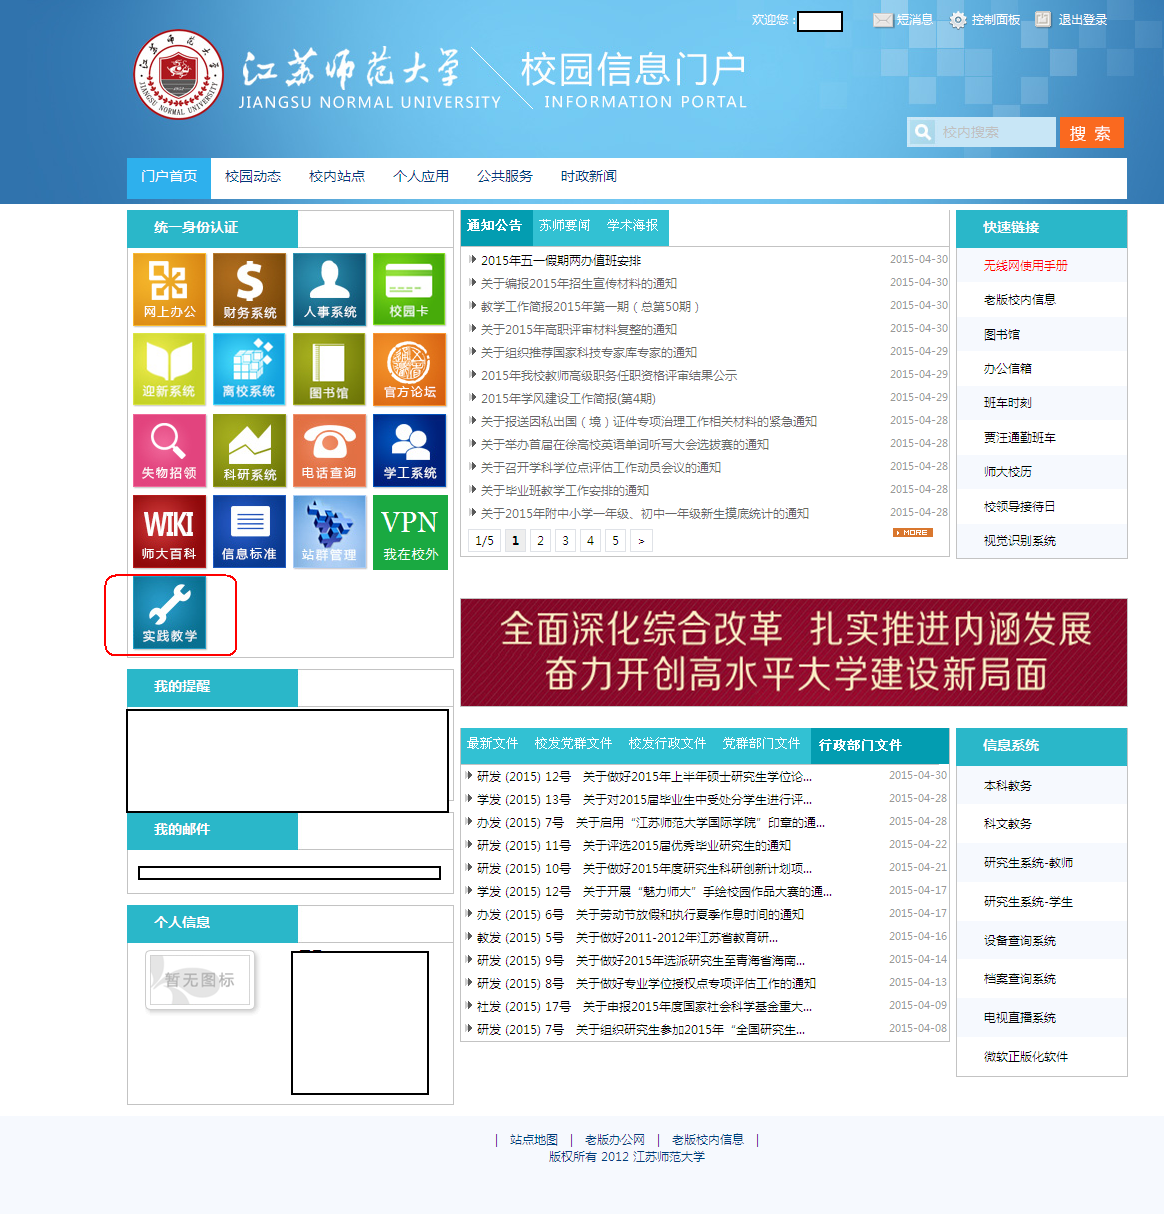 欢迎您： 短消息 控制面板 退出登录
江苏师范大学 校园信息门户
JIANGSU NORMAL UNIVERSITY INFORMATION PORTAL
校内搜索 搜 索
门户首页 校园动态 校内站点 个人应用 公共服务 时政新闻
统一身份认证
网上办公 财务系统 人事系统 校园卡
迎新系统 离校系统 图书馆 官方论坛
失物招领 科研系统 电话查询 学工系统
WIKI 师大百科 信息标准 站群管理 VPN 我在校外
实践教学
我的提醒
我的邮件
个人信息
暂无图标
通知公告 苏师要闻 学术海报
2015年五一假期两办值班安排 2015-04-30
关于编报2015年招生宣传材料的通知 2015-04-30
教学工作简报2015年第一期（总第50期） 2015-04-30
关于2015年高职评审材料复整的通知 2015-04-30
关于组织推荐国家科技专家库专家的通知 2015-04-29
2015年我校教师高级职务任职资格评审结果公示 2015-04-29
2015年学风建设工作简报(第4期) 2015-04-29
关于报送因私出国（境）证件专项治理工作相关材料的紧急通知 2015-04-28
关于举办首届在徐高校英语单词听写大会选拔赛的通知 2015-04-28
关于召开学科学位点评估工作动员会议的通知 2015-04-28
关于毕业班教学工作安排的通知 2015-04-28
关于2015年附中小学一年级、初中一年级新生摸底统计的通知 2015-04-28
1/5 1 2 3 4 5 > MORE
全面深化综合改革 扎实推进内涵发展
奋力开创高水平大学建设新局面
最新文件 校发党群文件 校发行政文件 党群部门文件 行政部门文件
研发 (2015) 12号 关于做好2015年上半年硕士研究生学位论... 2015-04-30
学发 (2015) 13号 关于对2015届毕业生中受处分学生进行评... 2015-04-28
办发 (2015) 7号 关于启用“江苏师范大学国际学院”印章的通... 2015-04-28
研发 (2015) 11号 关于评选2015届优秀毕业研究生的通知 2015-04-22
研发 (2015) 10号 关于做好2015年度研究生科研创新计划项... 2015-04-21
学发 (2015) 12号 关于开展“魅力师大”手绘校园作品大赛的通... 2015-04-17
办发 (2015) 6号 关于劳动节放假和执行夏季作息时间的通知 2015-04-17
教发 (2015) 5号 关于做好2011-2012年江苏省教育研... 2015-04-16
研发 (2015) 9号 关于做好2015年选派研究生至青海省海南... 2015-04-14
研发 (2015) 8号 关于做好专业学位授权点专项评估工作的通知 2015-04-13
社发 (2015) 17号 关于申报2015年度国家社会科学基金重大... 2015-04-09
研发 (2015) 7号 关于组织研究生参加2015年“全国研究生... 2015-04-08
快速链接
无线网使用手册
老版校内信息
图书馆
办公信箱
班车时刻
贾汪通勤班车
师大校历
校领导接待日
视觉识别系统
信息系统
本科教务
科文教务
研究生系统-教师
研究生系统-学生
设备查询系统
档案查询系统
电视直播系统
微软正版化软件
| 站点地图 | 老版办公网 | 老版校内信息 |
版权所有 2012 江苏师范大学